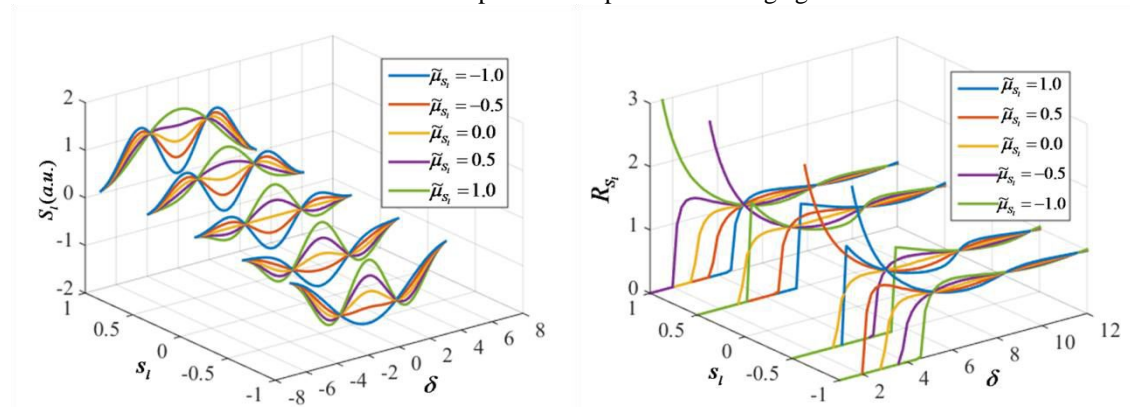 2
1
0
-1
-2
S_l(a.u.)
1
0.5
0
-0.5
-1
s_l
-8
-6
-4
-2
0
2
4
6
8
δ
μ̃_{S_l} = −1.0
μ̃_{S_l} = −0.5
μ̃_{S_l} = 0.0
μ̃_{S_l} = 0.5
μ̃_{S_l} = 1.0
3
2
1
0
R_{S_l}
1
0.5
0
-0.5
-1
s_l
2
4
6
8
10
12
δ
μ̃_{S_l} = 1.0
μ̃_{S_l} = 0.5
μ̃_{S_l} = 0.0
μ̃_{S_l} = −0.5
μ̃_{S_l} = −1.0